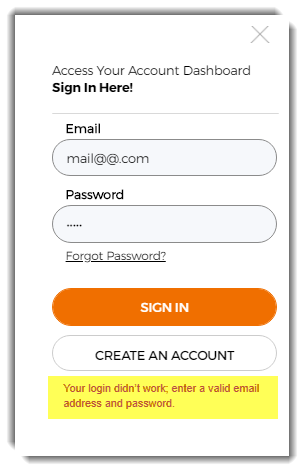 Access Your Account Dashboard
Sign In Here!
Email
mail@@.com
Password
•••••
Forgot Password?
SIGN IN
CREATE AN ACCOUNT
Your login didn't work; enter a valid email
address and password.